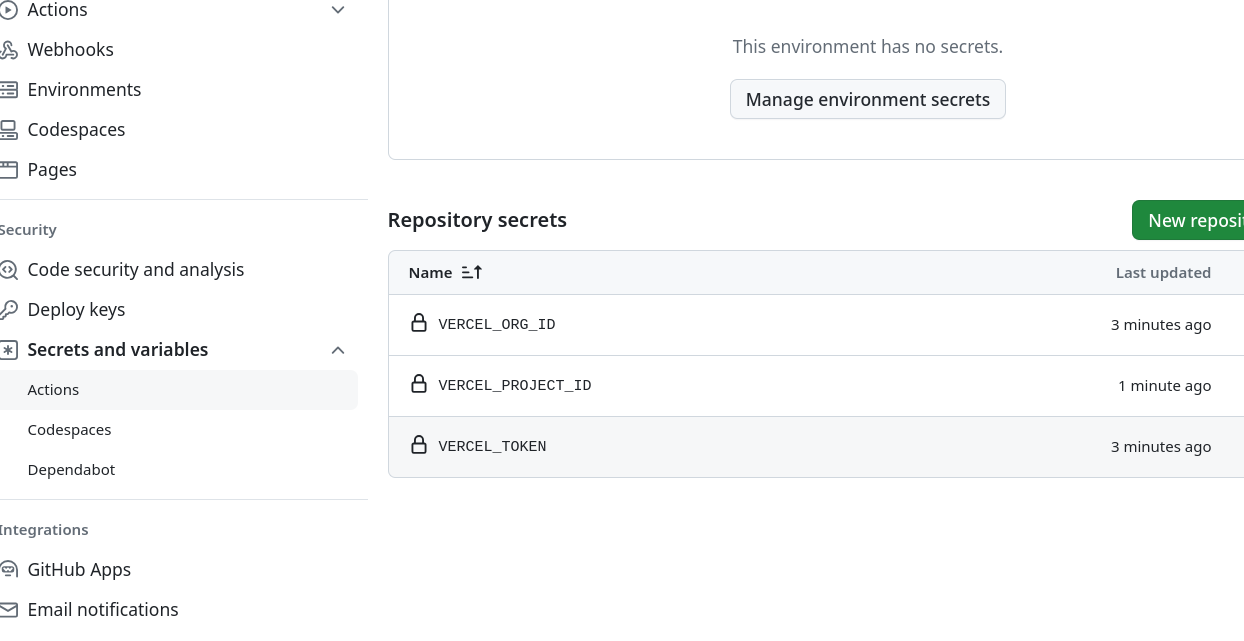 Actions
Webhooks
Environments
Codespaces
Pages
Security
Code security and analysis
Deploy keys
Secrets and variables
Actions
Codespaces
Dependabot
Integrations
GitHub Apps
Email notifications
This environment has no secrets.
Manage environment secrets
Repository secrets
New reposit
Name
Last updated
VERCEL_ORG_ID
3 minutes ago
VERCEL_PROJECT_ID
1 minute ago
VERCEL_TOKEN
3 minutes ago